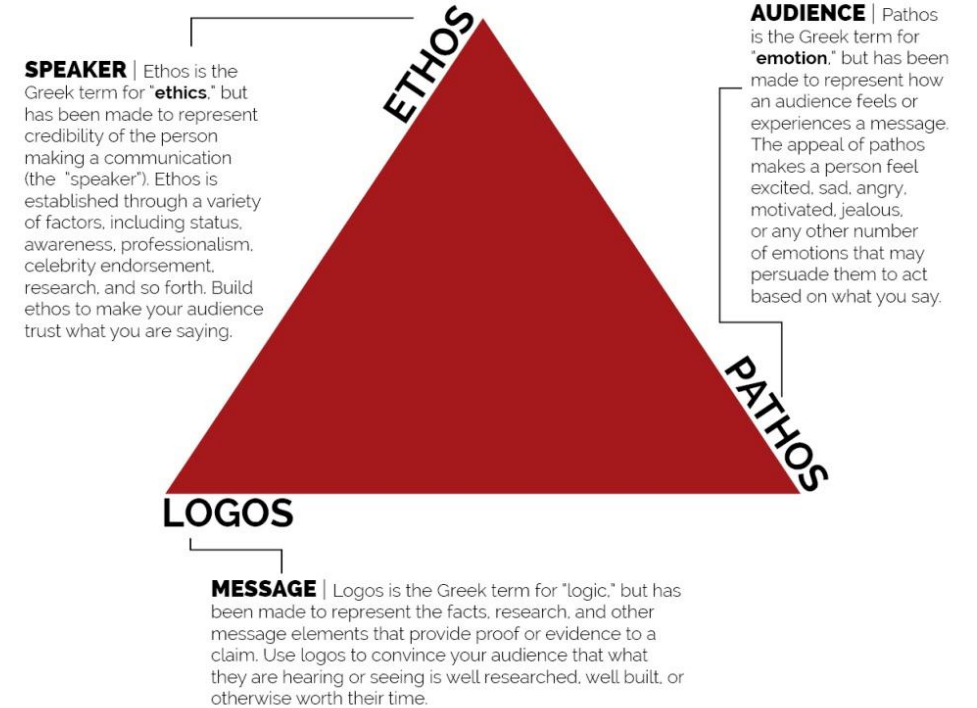 ETHOS
SPEAKER | Ethos is the
Greek term for "ethics," but
has been made to represent
credibility of the person
making a communication
(the "speaker"). Ethos is
established through a variety
of factors, including status,
awareness, professionalism,
celebrity endorsement,
research, and so forth. Build
ethos to make your audience
trust what you are saying.
AUDIENCE | Pathos
is the Greek term for
"emotion," but has been
made to represent how
an audience feels or
experiences a message.
The appeal of pathos
makes a person feel
excited, sad, angry,
motivated, jealous,
or any other number
of emotions that may
persuade them to act
based on what you say.
PATHOS
LOGOS
MESSAGE | Logos is the Greek term for "logic," but has
been made to represent the facts, research, and other
message elements that provide proof or evidence to a
claim. Use logos to convince your audience that what
they are hearing or seeing is well researched, well built, or
otherwise worth their time.